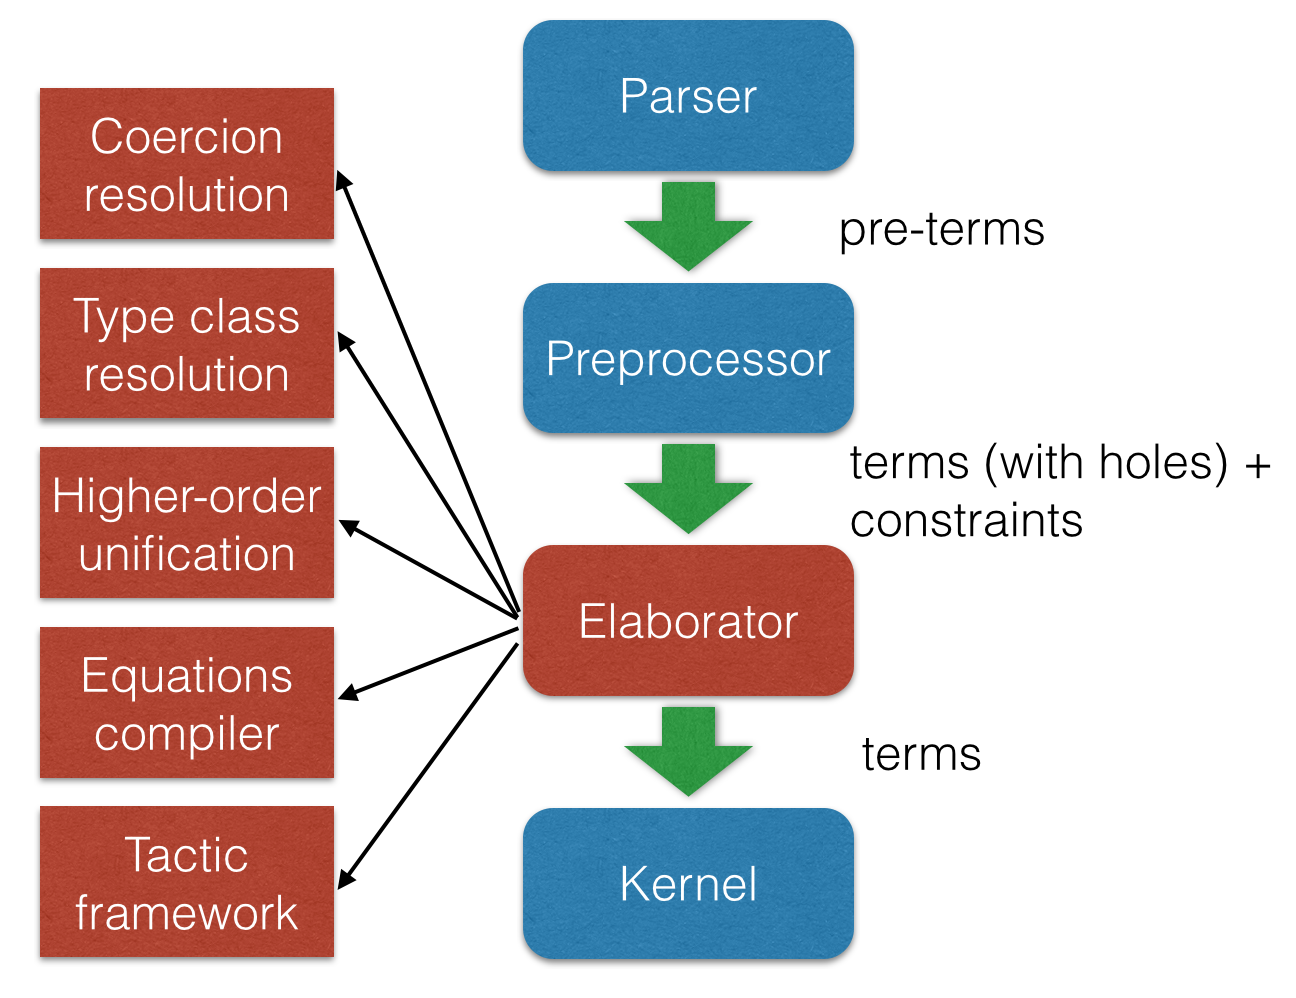 Parser
pre-terms
Preprocessor
terms (with holes) +
constraints
Elaborator
terms
Kernel
Coercion
resolution
Type class
resolution
Higher-order
unification
Equations
compiler
Tactic
framework